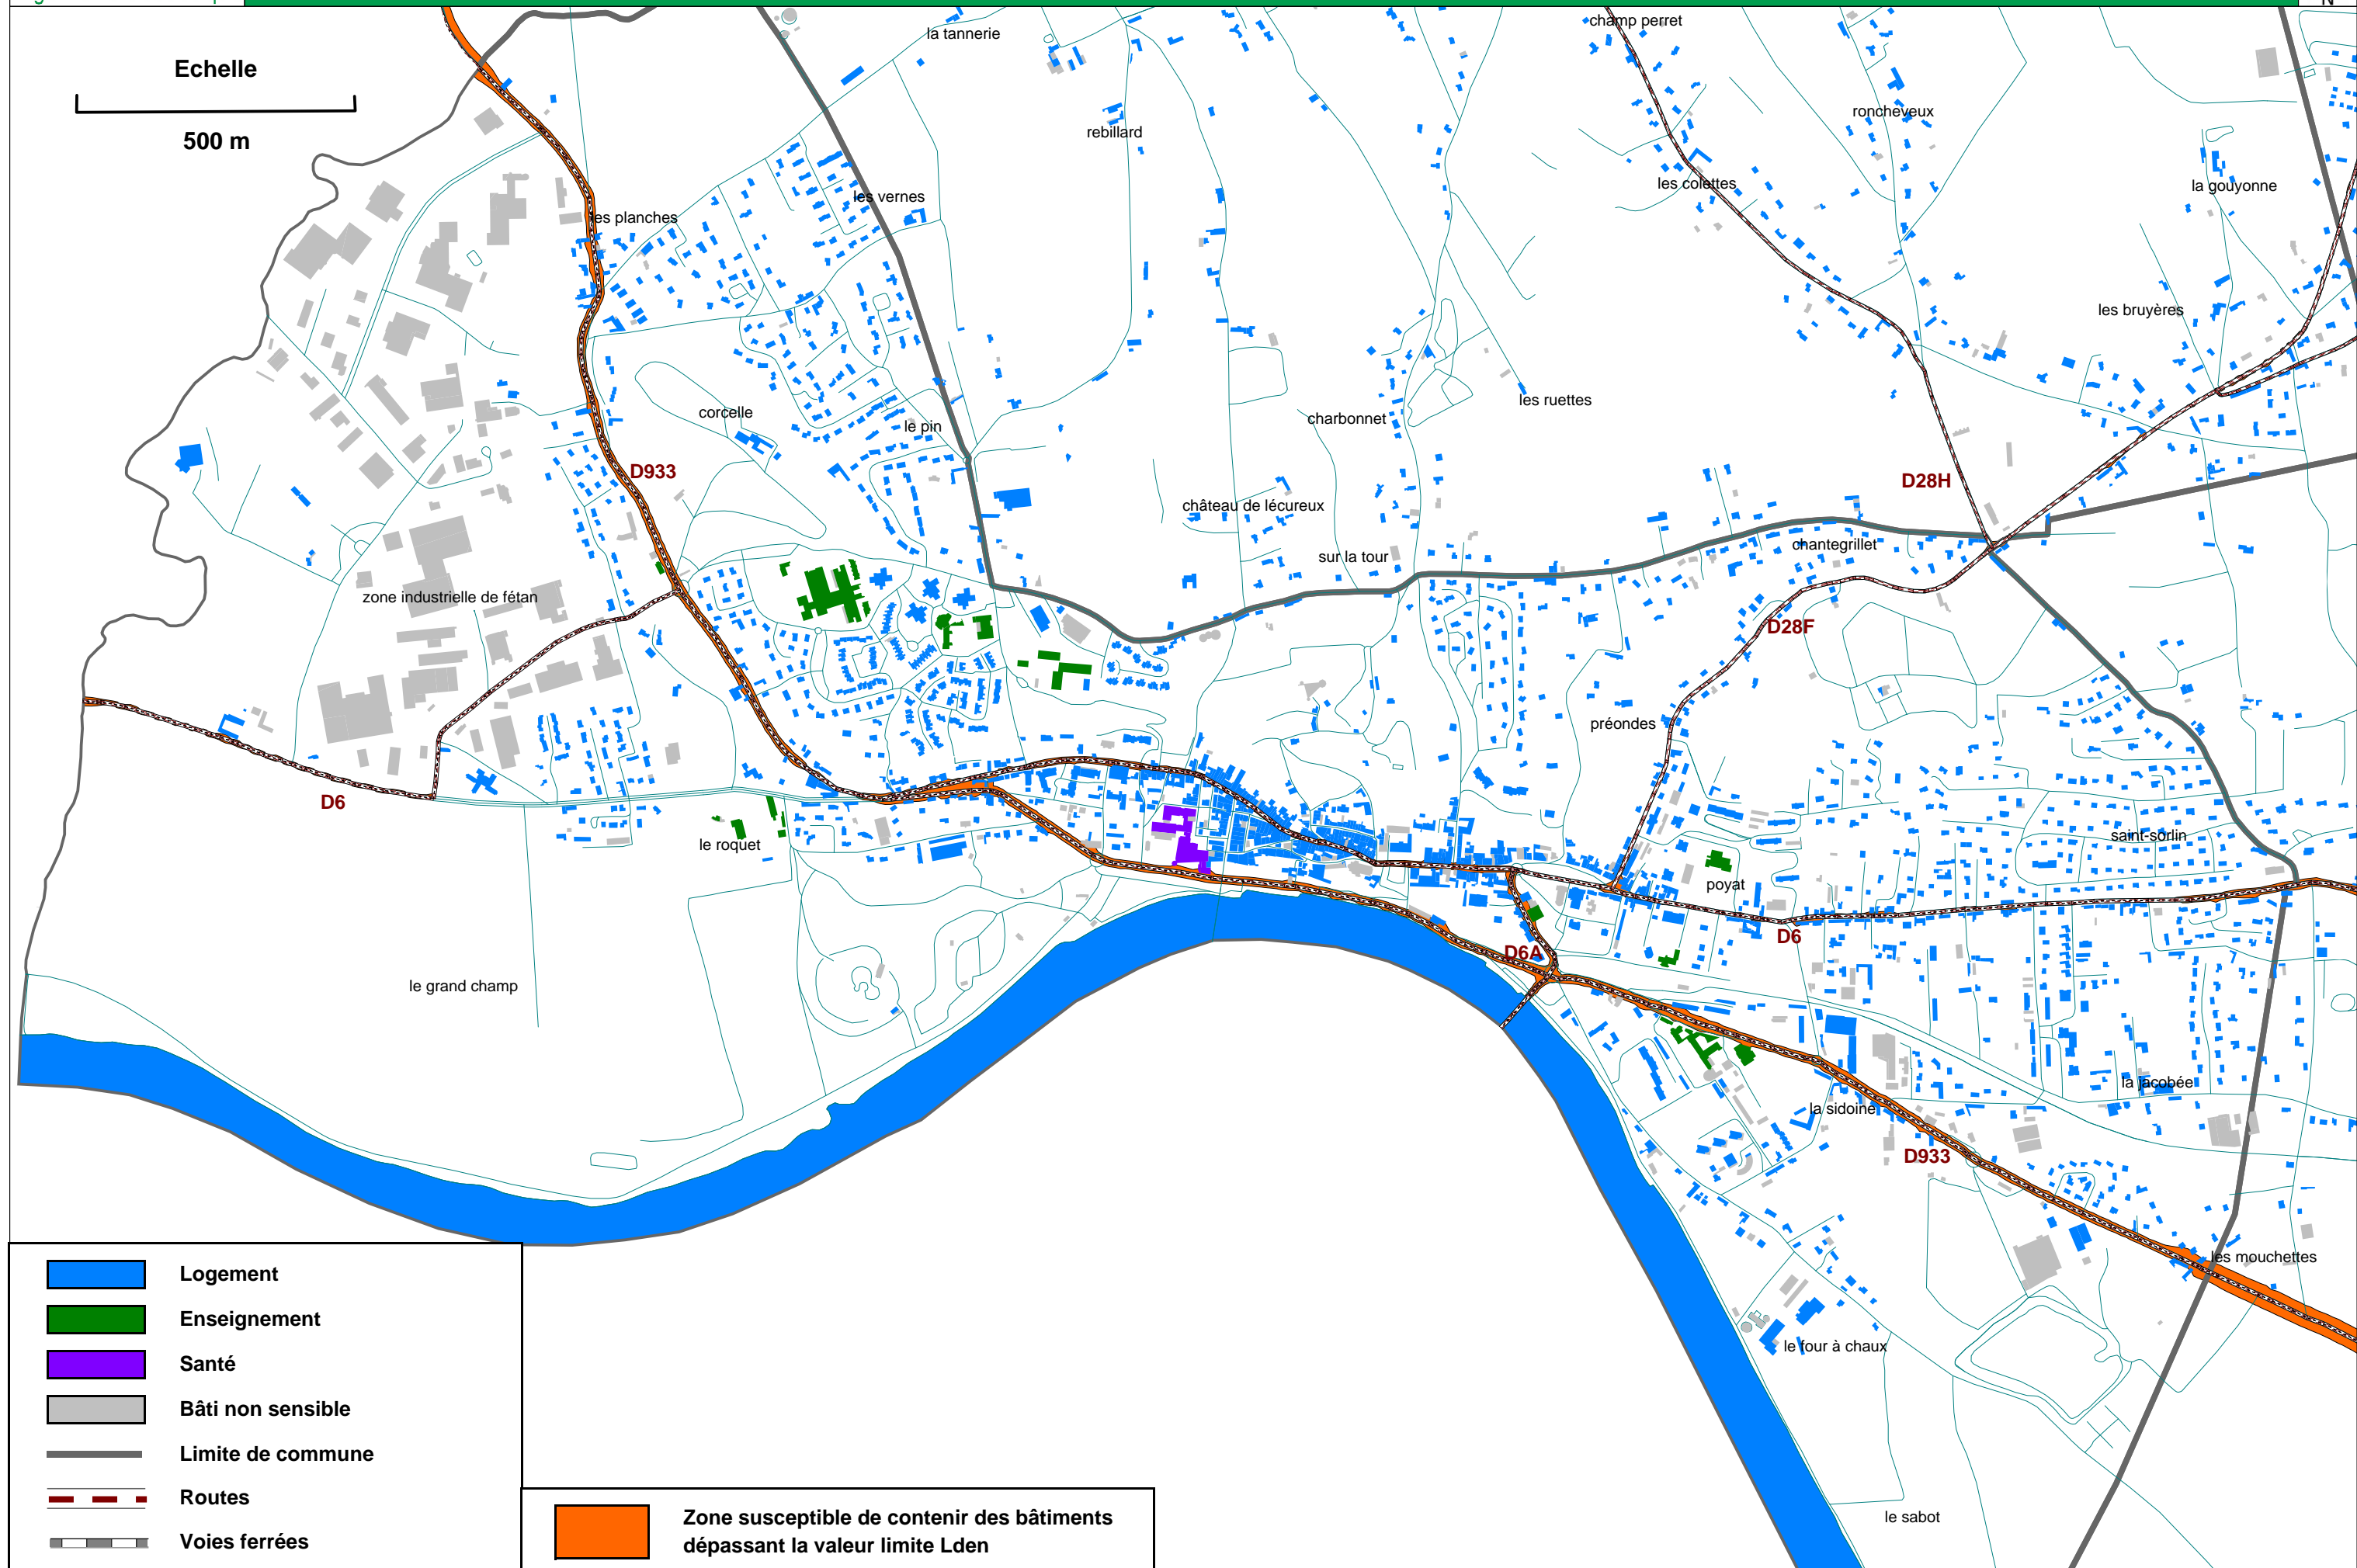 Echelle
500 m
la tannerie
champ perret
rebillard
roncheveux
les vernes
les colettes
la gouyonne
les planches
les bruyères
corcelle
le pin
charbonnet
les ruettes
D933
D28H
château de lécureux
sur la tour
chantegrillet
zone industrielle de fétan
D28F
préondes
D6
le roquet
saint-sorlin
poyat
D6
D6A
le grand champ
la jacobée
la sidoine
D933
les mouchettes
le four à chaux
le sabot
Logement
Enseignement
Santé
Bâti non sensible
Limite de commune
Routes
Voies ferrées
Zone susceptible de contenir des bâtiments
dépassant la valeur limite Lden